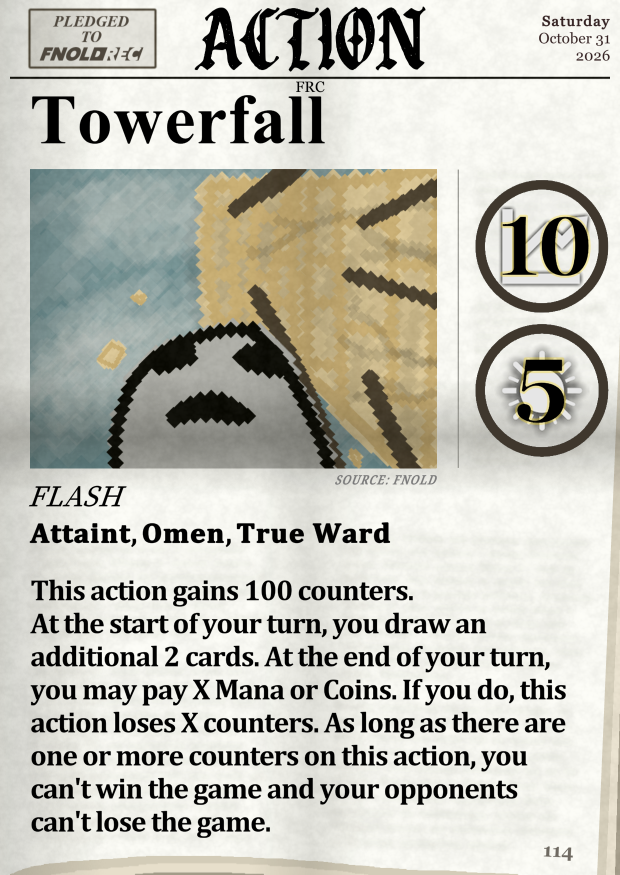 PLEDGED
TO
FNOLD REC
ACTION
Saturday
October 31
2026
FRC
Towerfall
10
5
SOURCE: FNOLD
FLASH
Attaint, Omen, True Ward
This action gains 100 counters.
At the start of your turn, you draw an
additional 2 cards. At the end of your turn,
you may pay X Mana or Coins. If you do, this
action loses X counters. As long as there are
one or more counters on this action, you
can't win the game and your opponents
can't lose the game.
114